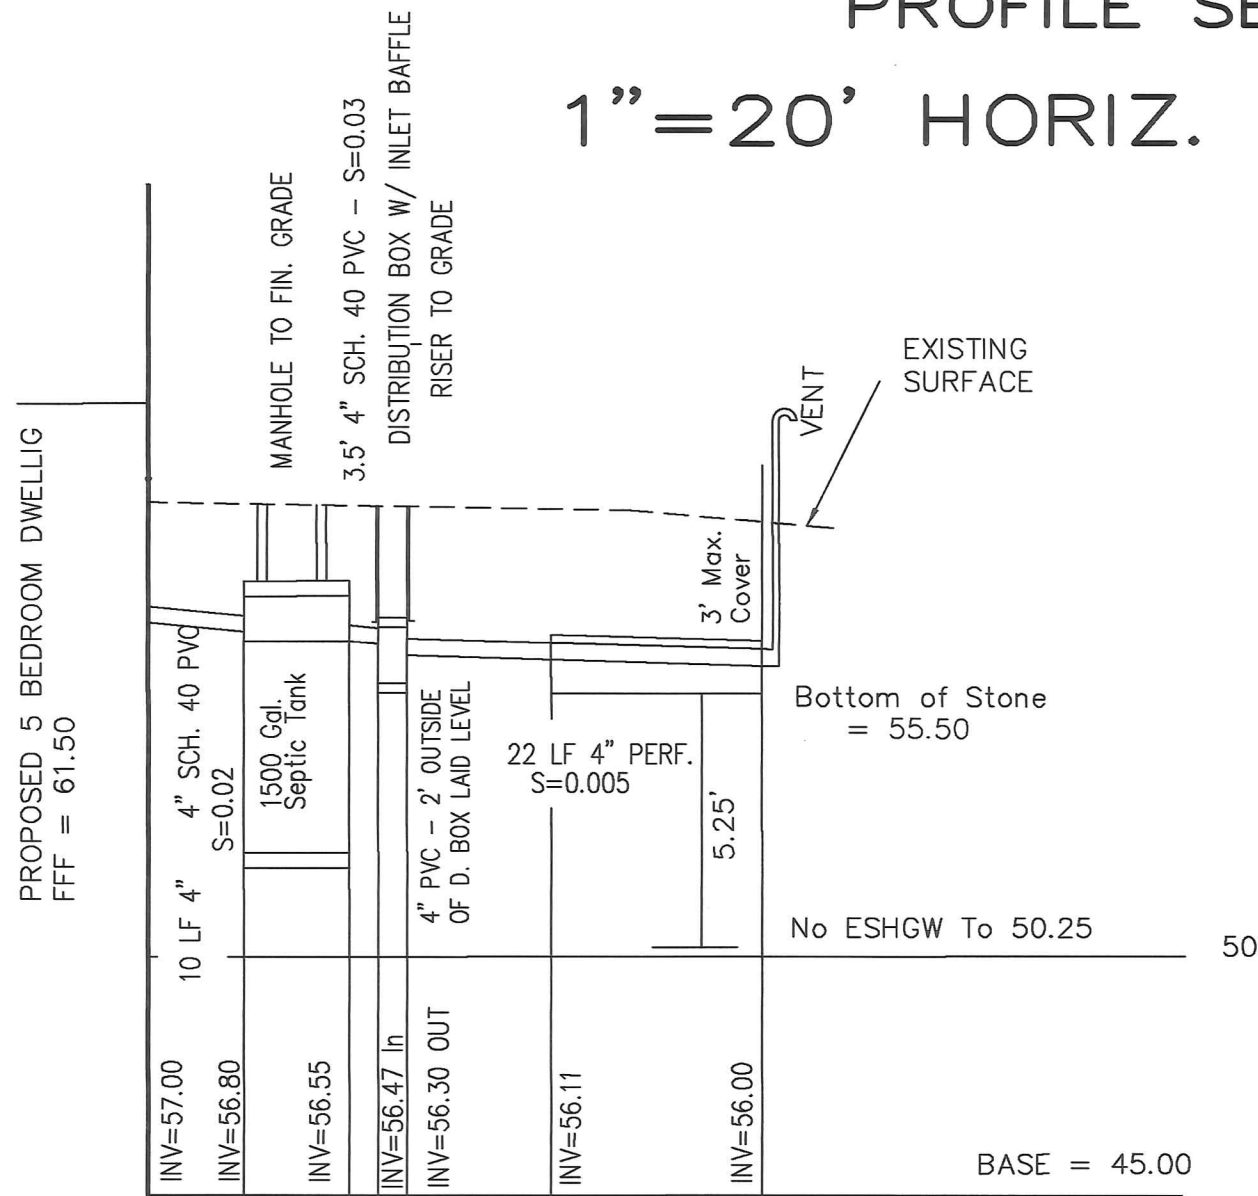 PROFILE SE
1"=20' HORIZ.
MANHOLE TO FIN. GRADE
3.5' 4" SCH. 40 PVC - S=0.03
DISTRIBUTION BOX W/ INLET BAFFLE
RISER TO GRADE
EXISTING
SURFACE
VENT
PROPOSED 5 BEDROOM DWELLIG
FFF = 61.50
3' Max.
Cover
10 LF 4" 4" SCH. 40 PVC
S=0.02
1500 Gal.
Septic Tank
4" PVC - 2' OUTSIDE
OF D. BOX LAID LEVEL
22 LF 4" PERF.
S=0.005
5.25'
Bottom of Stone
= 55.50
No ESHGW To 50.25
50
INV=57.00
INV=56.80
INV=56.55
INV=56.47 In
INV=56.30 OUT
INV=56.11
INV=56.00
BASE = 45.00